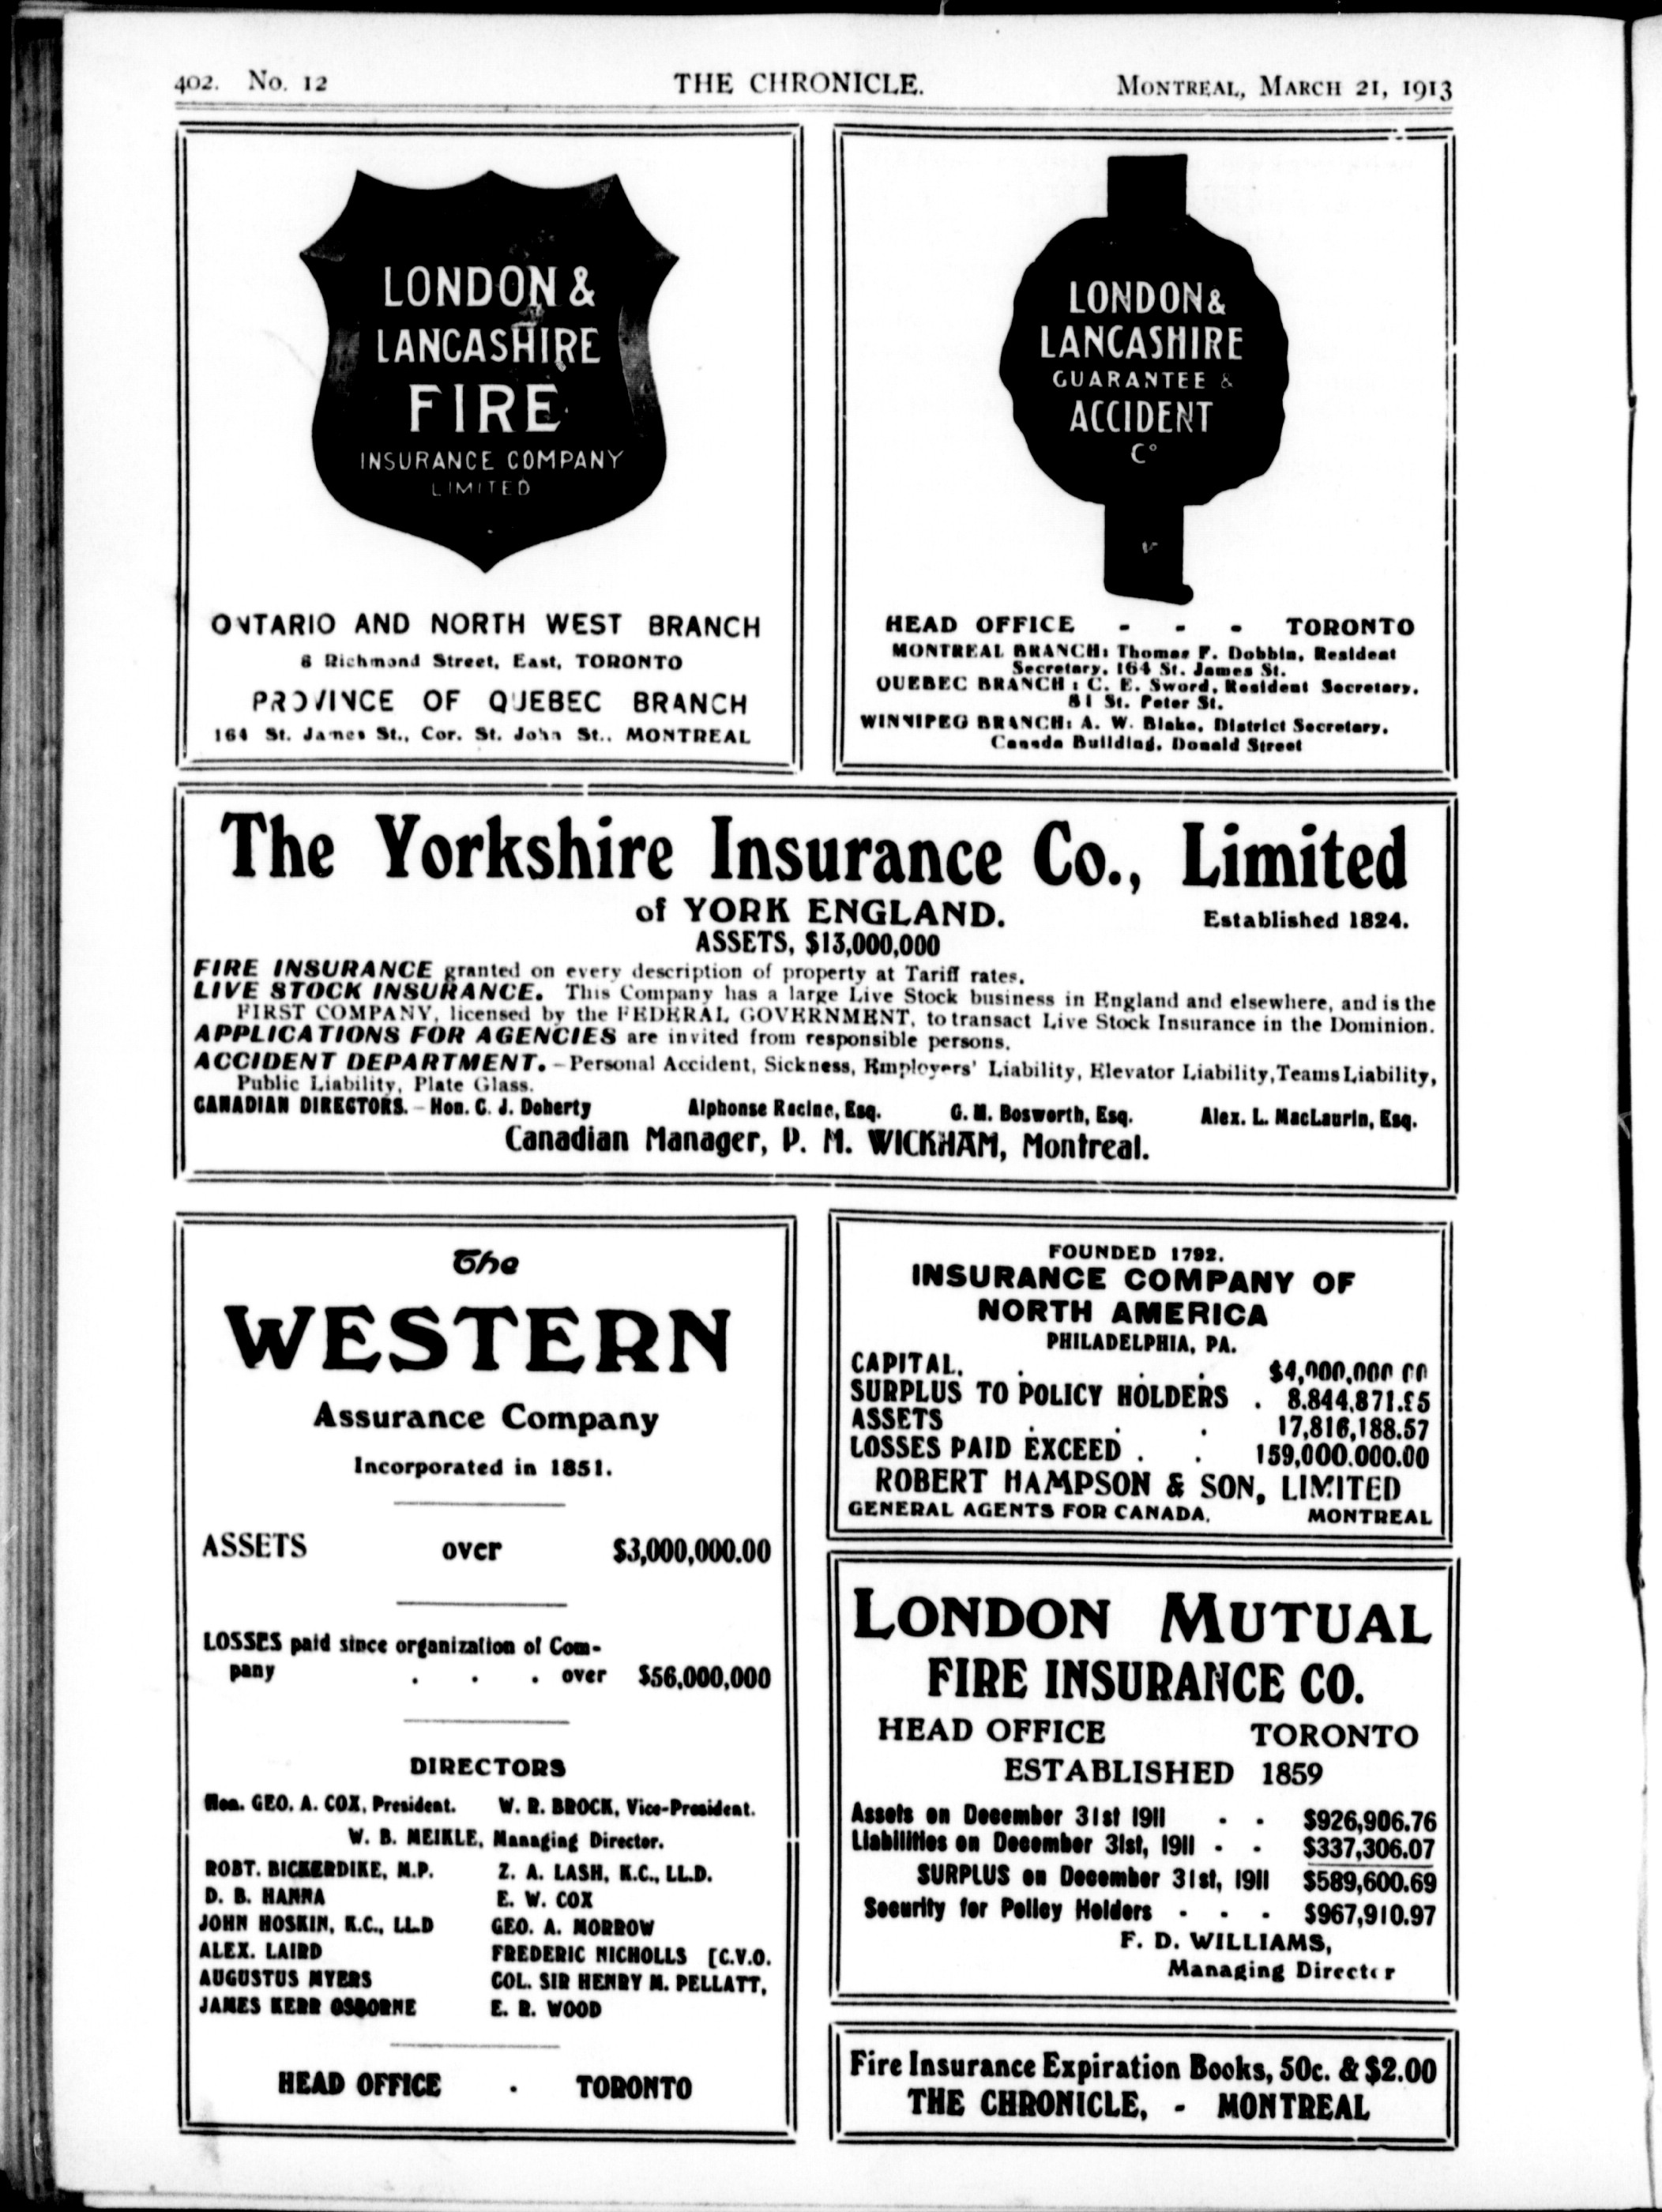 402. No. 12
THE CHRONICLE.
MONTREAL, MARCH 21, 1913
LONDON &
LANCASHIRE
FIRE
INSURANCE COMPANY
LIMITED
ONTARIO AND NORTH WEST BRANCH
8 Richmond Street, East, TORONTO
PROVINCE OF QUEBEC BRANCH
164 St. James St., Cor. St. John St., MONTREAL
LONDON &
LANCASHIRE
GUARANTEE &
ACCIDENT
Co
HEAD OFFICE - - - TORONTO
MONTREAL BRANCH: Thomas F. Dobbin, Resident
Secretary, 164 St. James St.
QUEBEC BRANCH : C. E. Sword, Resident Secretary,
81 St. Peter St.
WINNIPEG BRANCH: A. W. Blake, District Secretary,
Canada Building, Donald Street
The Yorkshire Insurance Co., Limited
of YORK ENGLAND.
Established 1824.
ASSETS, $13,000,000
FIRE INSURANCE granted on every description of property at Tariff rates.
LIVE STOCK INSURANCE. This Company has a large Live Stock business in England and elsewhere, and is the
FIRST COMPANY, licensed by the FEDERAL GOVERNMENT, to transact Live Stock Insurance in the Dominion.
APPLICATIONS FOR AGENCIES are invited from responsible persons.
ACCIDENT DEPARTMENT. - Personal Accident, Sickness, Employers' Liability, Elevator Liability, Teams Liability,
Public Liability, Plate Glass.
CANADIAN DIRECTORS. - Hon. C. J. Doherty Alphonse Racine, Esq. G. M. Bosworth, Esq. Alex. L. MacLaurin, Esq.
Canadian Manager, P. M. WICKHAM, Montreal.
The
WESTERN
Assurance Company
Incorporated in 1851.
ASSETS over $3,000,000.00
LOSSES paid since organization of Com-
pany . . . over $56,000,000
DIRECTORS
Hon. GEO. A. COX, President. W. R. BROCK, Vice-President.
W. B. MEIKLE, Managing Director.
ROBT. BICKERDIKE, M.P. Z. A. LASH, K.C., LL.D.
D. B. HANNA E. W. COX
JOHN HOSKIN, K.C., LL.D GEO. A. MORROW
ALEX. LAIRD FREDERIC NICHOLLS [C.V.O.
AUGUSTUS MYERS COL. SIR HENRY M. PELLATT,
JAMES KERR OSBORNE E. R. WOOD
HEAD OFFICE . TORONTO
FOUNDED 1792.
INSURANCE COMPANY OF
NORTH AMERICA
PHILADELPHIA, PA.
CAPITAL, . . . $4,000,000 00
SURPLUS TO POLICY HOLDERS .
ASSETS . . . 17,816,188.57
LOSSES PAID EXCEED . . 159,000.000.00
ROBERT HAMPSON & SON, LIMITED
GENERAL AGENTS FOR CANADA. MONTREAL
LONDON MUTUAL
FIRE INSURANCE CO.
HEAD OFFICE TORONTO
ESTABLISHED 1859
Assets on December 31st 1911 - - $926,906.76
Liabilities on December 31st, 1911 - - $337,306.07
SURPLUS on December 31st, 1911 $589,600.69
Security for Policy Holders - - - $967,910.97
F. D. WILLIAMS,
Managing Director
Fire Insurance Expiration Books, 50c. & $2.00
THE CHRONICLE, - MONTREAL